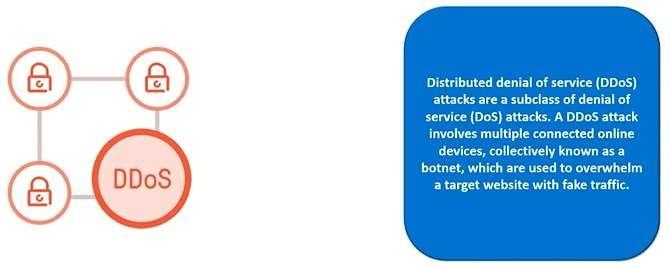 DDoS
Distributed denial of service (DDoS)
attacks are a subclass of denial of
service (DoS) attacks. A DDoS attack
involves multiple connected online
devices, collectively known as a
botnet, which are used to overwhelm
a target website with fake traffic.